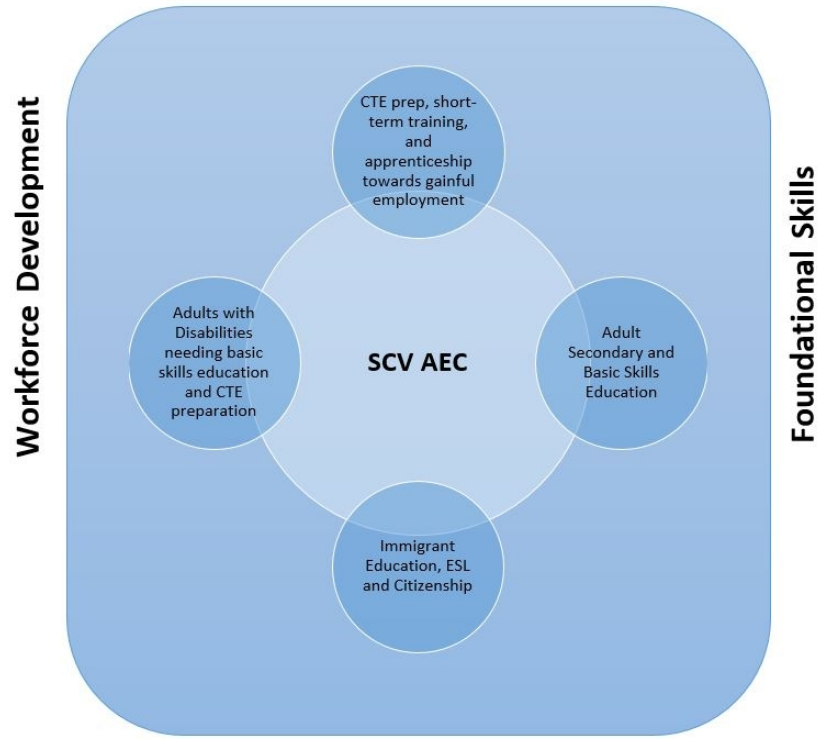 Workforce Development
CTE prep, short-
term training,
and
apprenticeship
towards gainful
employment
Adults with
Disabilities
needing basic
skills education
and CTE
preparation
SCV AEC
Adult
Secondary and
Basic Skills
Education
Immigrant
Education, ESL
and Citizenship
Foundational Skills